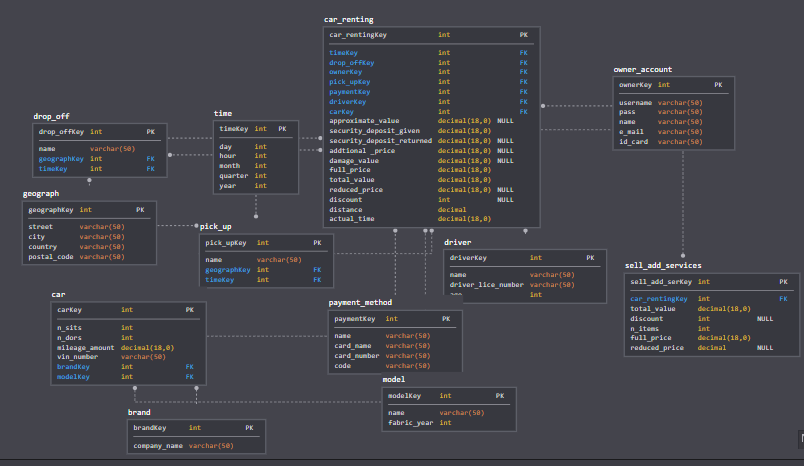 car_renting
car_rentingKey int PK
timeKey int FK
drop_offKey int FK
ownerKey int FK
pick_upKey int FK
paymentKey int FK
driverKey int FK
carKey int FK
approximate_value decimal(18,0) NULL
security_deposit_given decimal(18,0)
security_deposit_returned decimal(18,0) NULL
addtional _price decimal(18,0) NULL
damage_value decimal(18,0) NULL
full_price decimal(18,0)
total_value decimal(18,0)
reduced_price decimal(18,0) NULL
discount int NULL
distance decimal
actual_time decimal(18,0)
owner_account
ownerKey int PK
username varchar(50)
pass varchar(50)
name varchar(50)
e_mail varchar(50)
id_card varchar(50)
drop_off
drop_offKey int PK
name varchar(50)
geographKey int FK
timeKey int FK
time
timeKey int PK
day int
hour int
month int
quarter int
year int
geograph
geographKey int PK
street varchar(50)
city varchar(50)
country varchar(50)
postal_code varchar(50)
pick_up
pick_upKey int PK
name varchar(50)
geographKey int FK
timeKey int FK
driver
driverKey int PK
name varchar(50)
driver_lice_number varchar(50)
int
sell_add_services
sell_add_serKey int PK
car_rentingKey int FK
total_value decimal(18,0)
discount int NULL
n_items int
full_price decimal(18,0)
reduced_price decimal NULL
car
carKey int PK
n_sits int
n_dors int
mileage_amount decimal(18,0)
vin_number varchar(50)
brandKey int FK
modelKey int FK
payment_method
paymentKey int PK
name varchar(50)
card_name varchar(50)
card_number varchar(50)
code varchar(50)
model
modelKey int PK
name varchar(50)
fabric_year int
brand
brandKey int PK
company_name varchar(50)